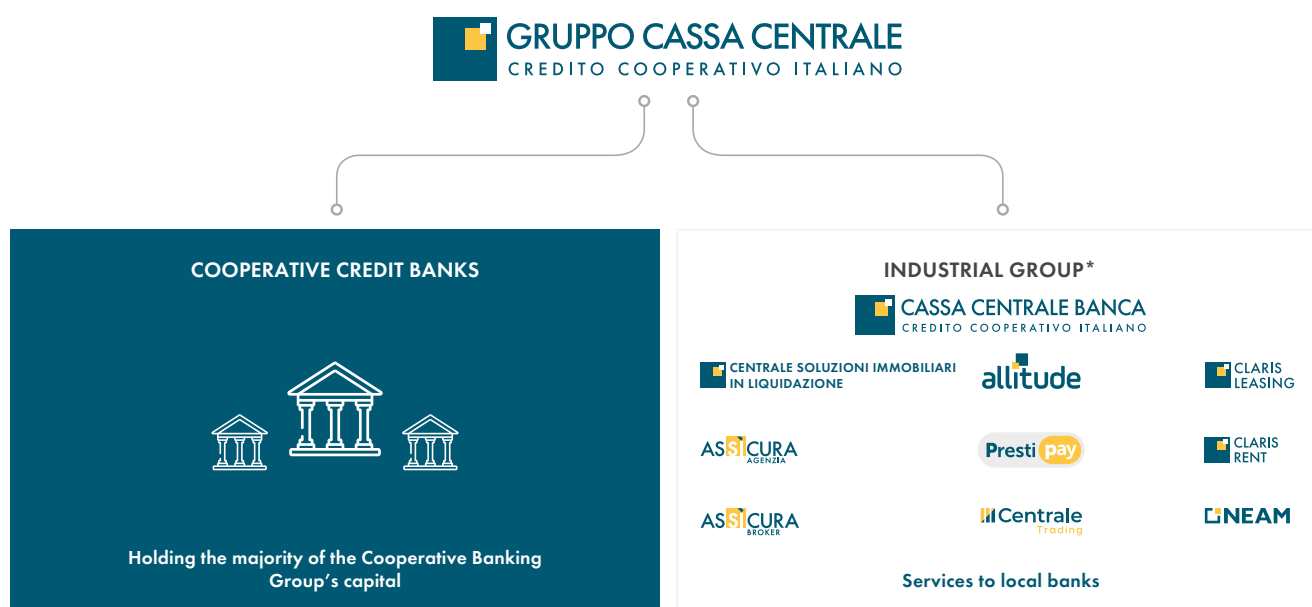 GRUPPO CASSA CENTRALE
CREDITO COOPERATIVO ITALIANO
COOPERATIVE CREDIT BANKS
Holding the majority of the Cooperative Banking
Group's capital
INDUSTRIAL GROUP*
CASSA CENTRALE BANCA
CREDITO COOPERATIVO ITALIANO
CENTRALE SOLUZIONI IMMOBILIARI
IN LIQUIDAZIONE
allitude
CLARIS
LEASING
ASSICURA
AGENZIA
Presti pay
CLARIS
RENT
ASSICURA
BROKER
Centrale
Trading
NEAM
Services to local banks